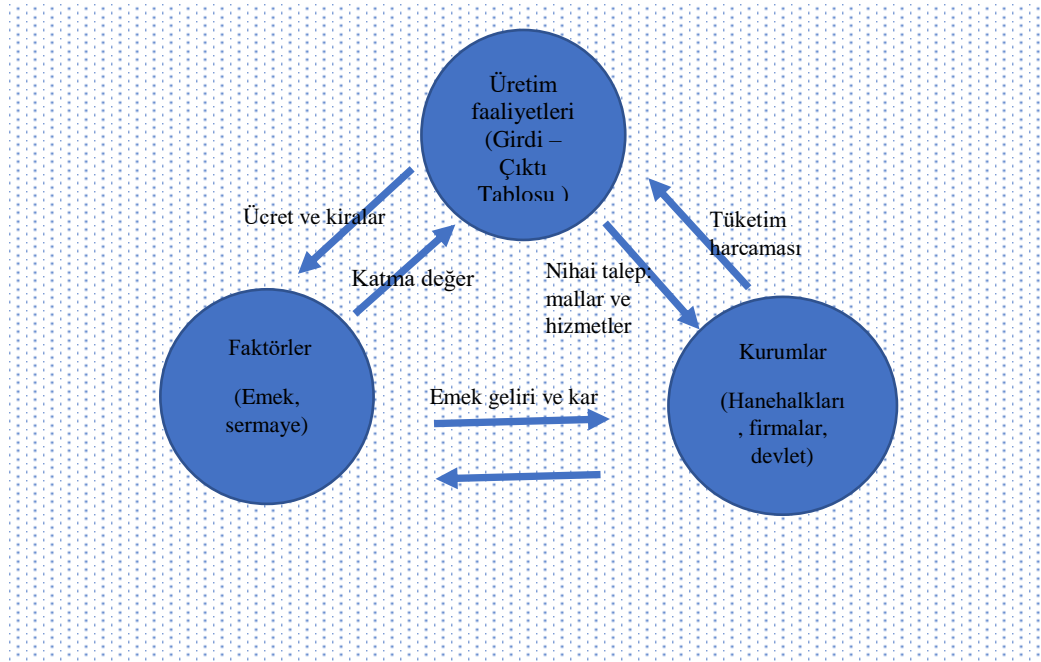 Üretim
faaliyetleri
(Girdi –
Çıktı
Tablosu )
Ücret ve kiralar
Katma değer
Nihai talep:
mallar ve
hizmetler
Tüketim
harcaması
Faktörler
(Emek,
sermaye)
Emek geliri ve kar
Kurumlar
(Hanehalkları
, firmalar,
devlet)